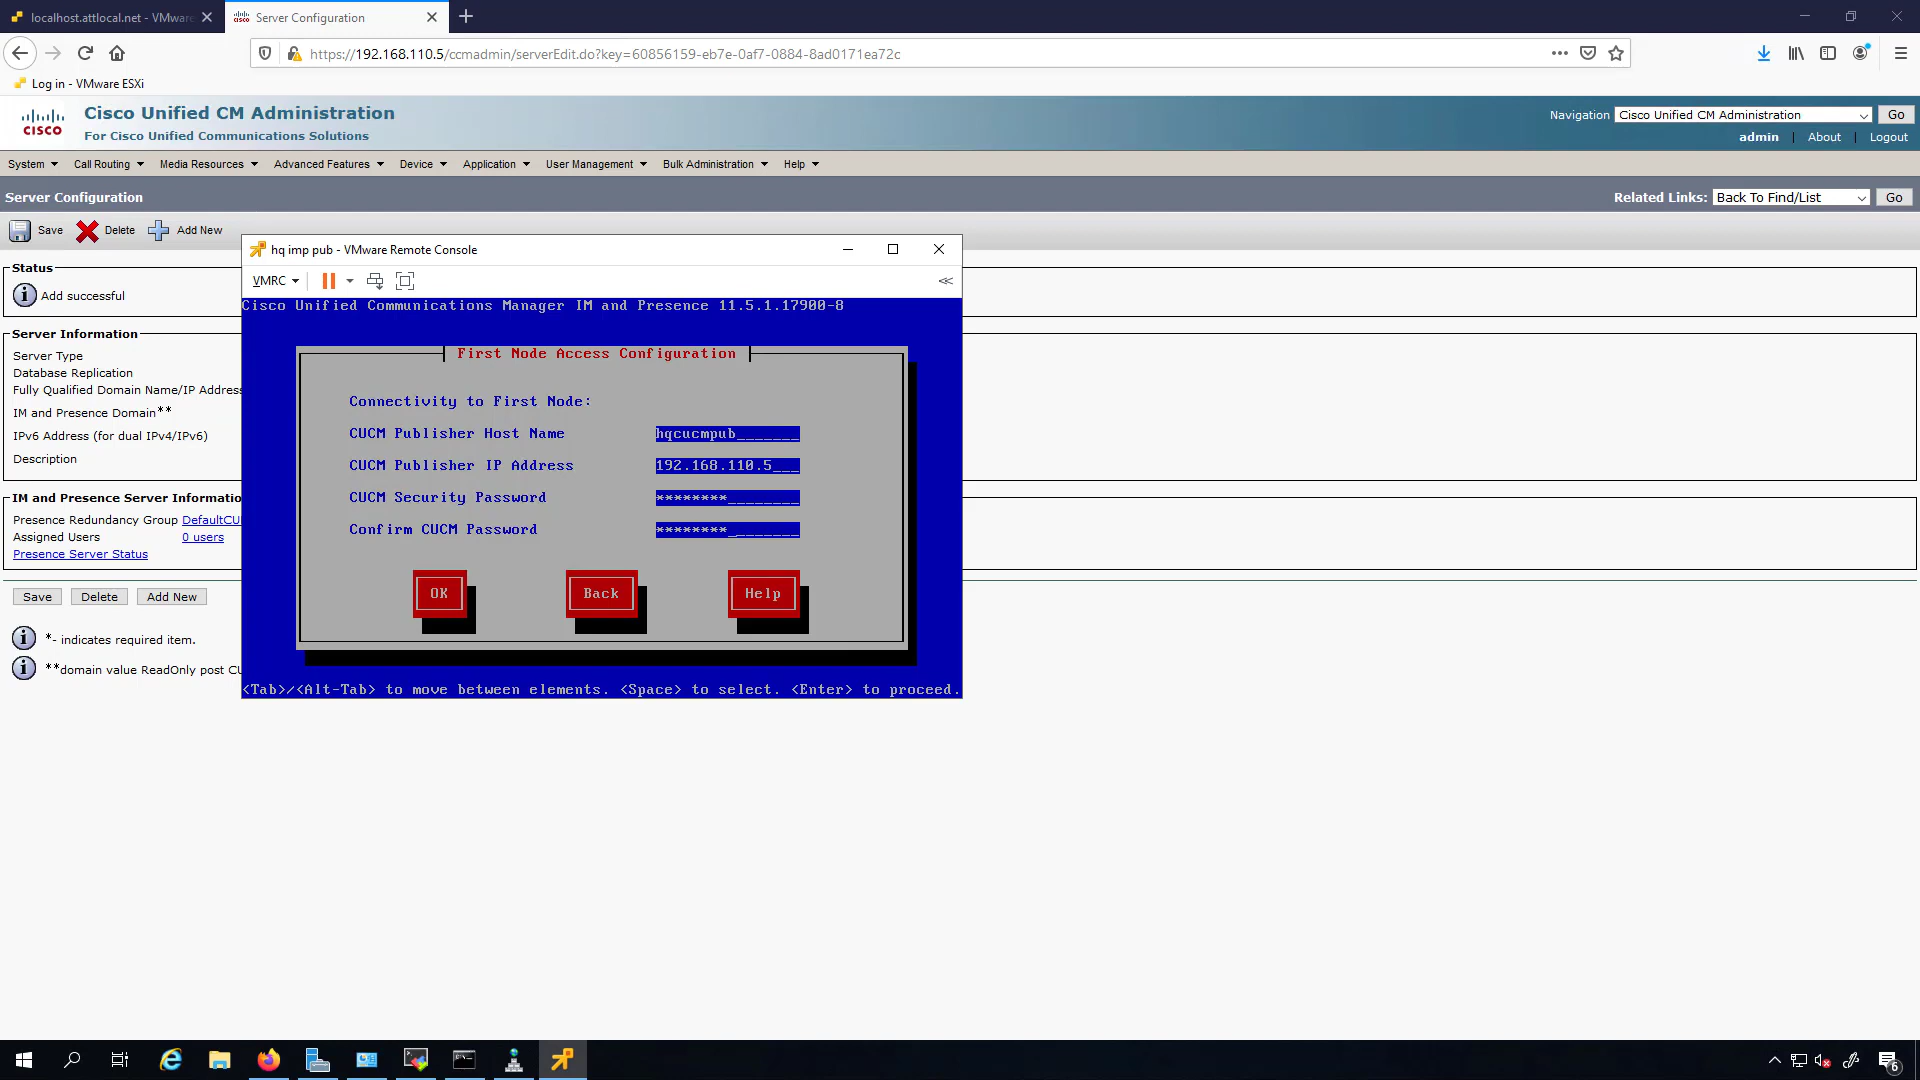 localhost.attlocal.net - VMware
Server Configuration
https://192.168.110.5/ccmadmin/serverEdit.do?key=60856159-eb7e-0af7-0884-8ad0171ea72c
Log in - VMware ESXi
CISCO
Cisco Unified CM Administration
For Cisco Unified Communications Solutions
Navigation Cisco Unified CM Administration Go
admin | About | Logout
System Call Routing Media Resources Advanced Features Device Application User Management Bulk Administration Help
Server Configuration
Related Links: Back To Find/List Go
Save Delete Add New
hq imp pub - VMware Remote Console
VMRC
Status
Add successful
Server Information
Server Type
Database Replication
Fully Qualified Domain Name/IP Address
IM and Presence Domain**
IPv6 Address (for dual IPv4/IPv6)
Description
IM and Presence Server Informatio
Presence Redundancy Group DefaultCU
Assigned Users 0 users
Presence Server Status
Save Delete Add New
*- indicates required item.
**domain value ReadOnly post CU
Cisco Unified Communications Manager IM and Presence 11.5.1.17900-8
First Node Access Configuration
Connectivity to First Node:
CUCM Publisher Host Name hqcucmpub_______
CUCM Publisher IP Address 192.168.110.5___
CUCM Security Password ********________
Confirm CUCM Password ********________
OK Back Help
<Tab>/<Alt-Tab> to move between elements. <Space> to select. <Enter> to proceed.
6